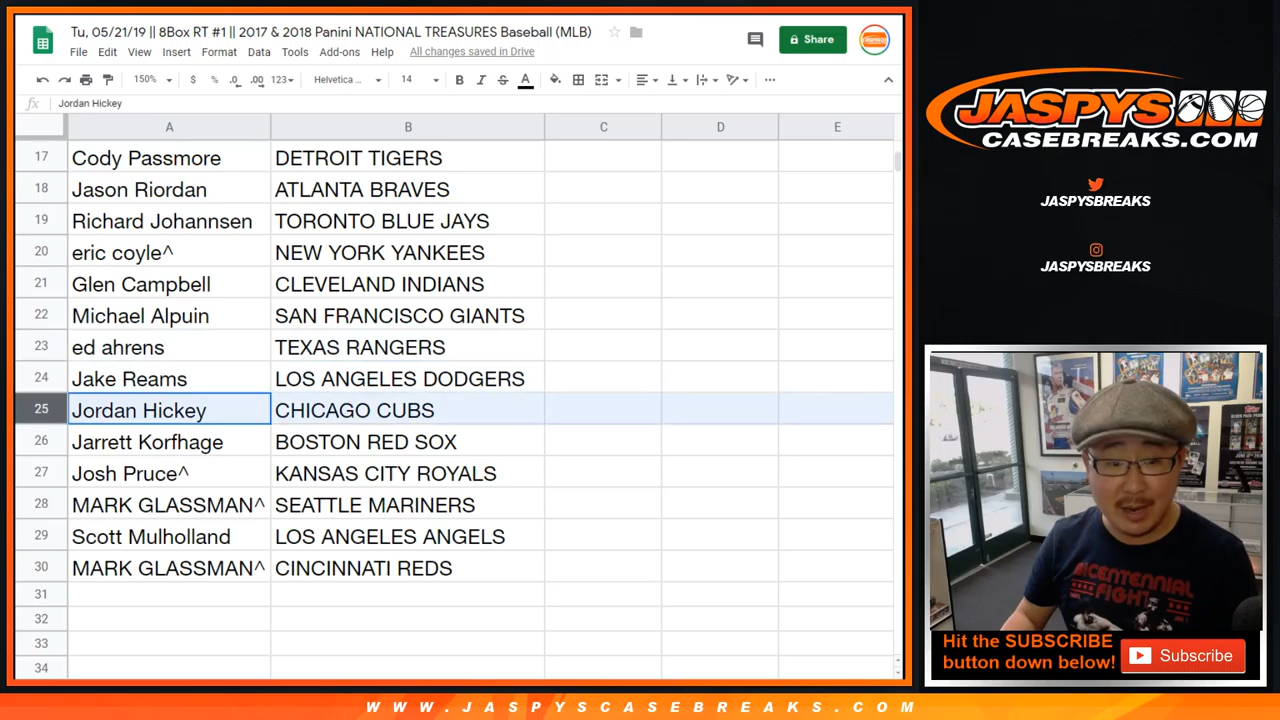 Tu, 05/21/19 || 8Box RT #1 || 2017 & 2018 Panini NATIONAL TREASURES Baseball (MLB)
File Edit View Insert Format Data Tools Add-ons Help All changes saved in Drive
Share
150% $ % .0 .00 123 Helvetica ... 14 B I S A
fx Jordan Hickey
A B C D E
17 Cody Passmore DETROIT TIGERS
18 Jason Riordan ATLANTA BRAVES
19 Richard Johannsen TORONTO BLUE JAYS
20 eric coyle^ NEW YORK YANKEES
21 Glen Campbell CLEVELAND INDIANS
22 Michael Alpuin SAN FRANCISCO GIANTS
23 ed ahrens TEXAS RANGERS
24 Jake Reams LOS ANGELES DODGERS
25 Jordan Hickey CHICAGO CUBS
26 Jarrett Korfhage BOSTON RED SOX
27 Josh Pruce^ KANSAS CITY ROYALS
28 MARK GLASSMAN^ SEATTLE MARINERS
29 Scott Mulholland LOS ANGELES ANGELS
30 MARK GLASSMAN^ CINCINNATI REDS
31
32
33
34
JASPYS
CASEBREAKS.COM
JASPYSBREAKS
JASPYSBREAKS
BICENTENNIAL
FIGHT
Hit the SUBSCRIBE
button down below!
Subscribe
WWW.JASPYSCASEBREAKS.COM